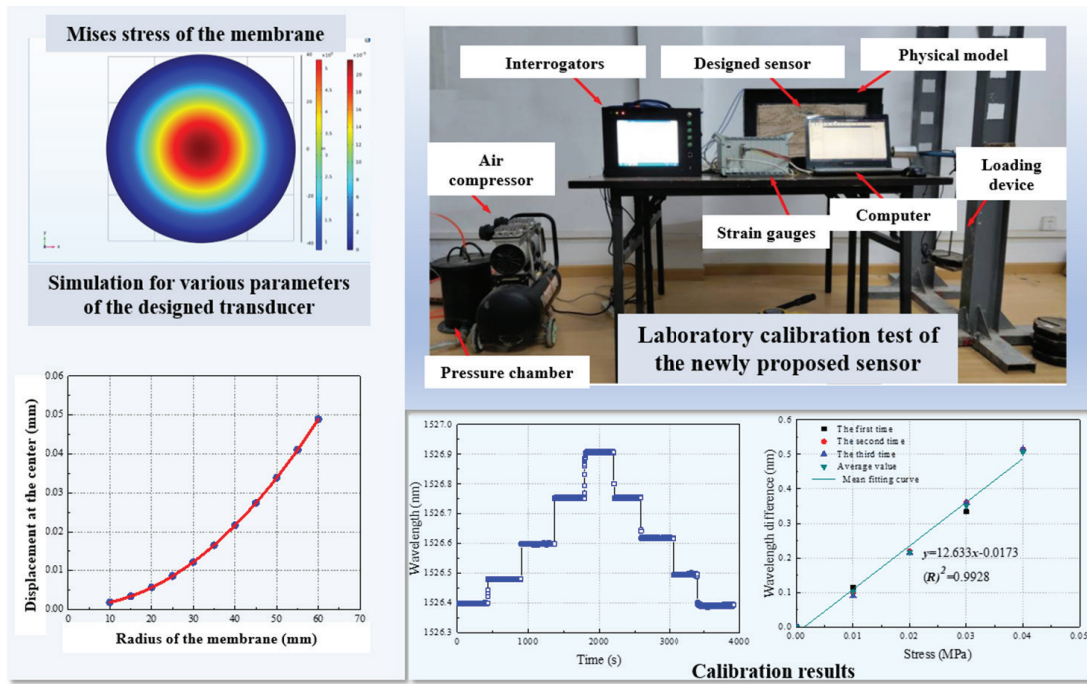 Mises stress of the membrane
Simulation for various parameters
of the designed transducer
Interrogators
Designed sensor
Physical model
Air
compressor
Loading
device
Computer
Strain gauges
Laboratory calibration test of
the newly proposed sensor
Pressure chamber
Displacement at the center (mm)
0.06
0.05
0.04
0.03
0.02
0.01
0.00
0 10 20 30 40 50 60 70
Radius of the membrane (mm)
Wavelength (nm)
1527.0
1526.9
1526.8
1526.7
1526.6
1526.5
1526.4
1526.3
0 1000 2000 3000 4000
Time (s)
Wavelength difference (nm)
0.6
0.5
0.4
0.3
0.2
0.1
0.0
The first time
The second time
The third time
Average value
Mean fitting curve
y=12.633x-0.0173
(R)²=0.9928
0.00 0.01 0.02 0.03 0.04 0.05
Stress (MPa)
Calibration results